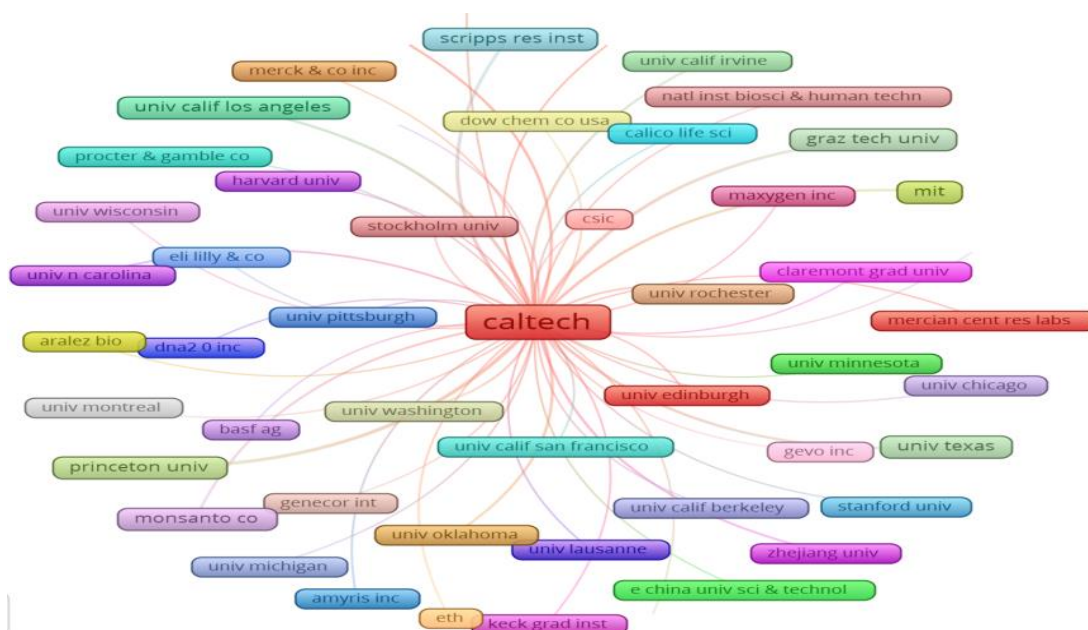 scripps res inst
univ calif irvine
merck & co inc
natl inst biosci & human techn
univ calif los angeles
dow chem co usa
calico life sci
graz tech univ
procter & gamble co
harvard univ
maxygen inc
mit
univ wisconsin
stockholm univ
csic
eli lilly & co
univ n carolina
claremont grad univ
univ rochester
univ pittsburgh
caltech
mercian cent res labs
aralez bio
dna2 0 inc
univ minnesota
univ chicago
univ edinburgh
univ montreal
univ washington
basf ag
univ calif san francisco
gevo inc
univ texas
princeton univ
genecor int
monsanto co
univ calif berkeley
stanford univ
univ oklahoma
univ lausanne
zhejiang univ
univ michigan
e china univ sci & technol
amyris inc
eth
keck grad inst